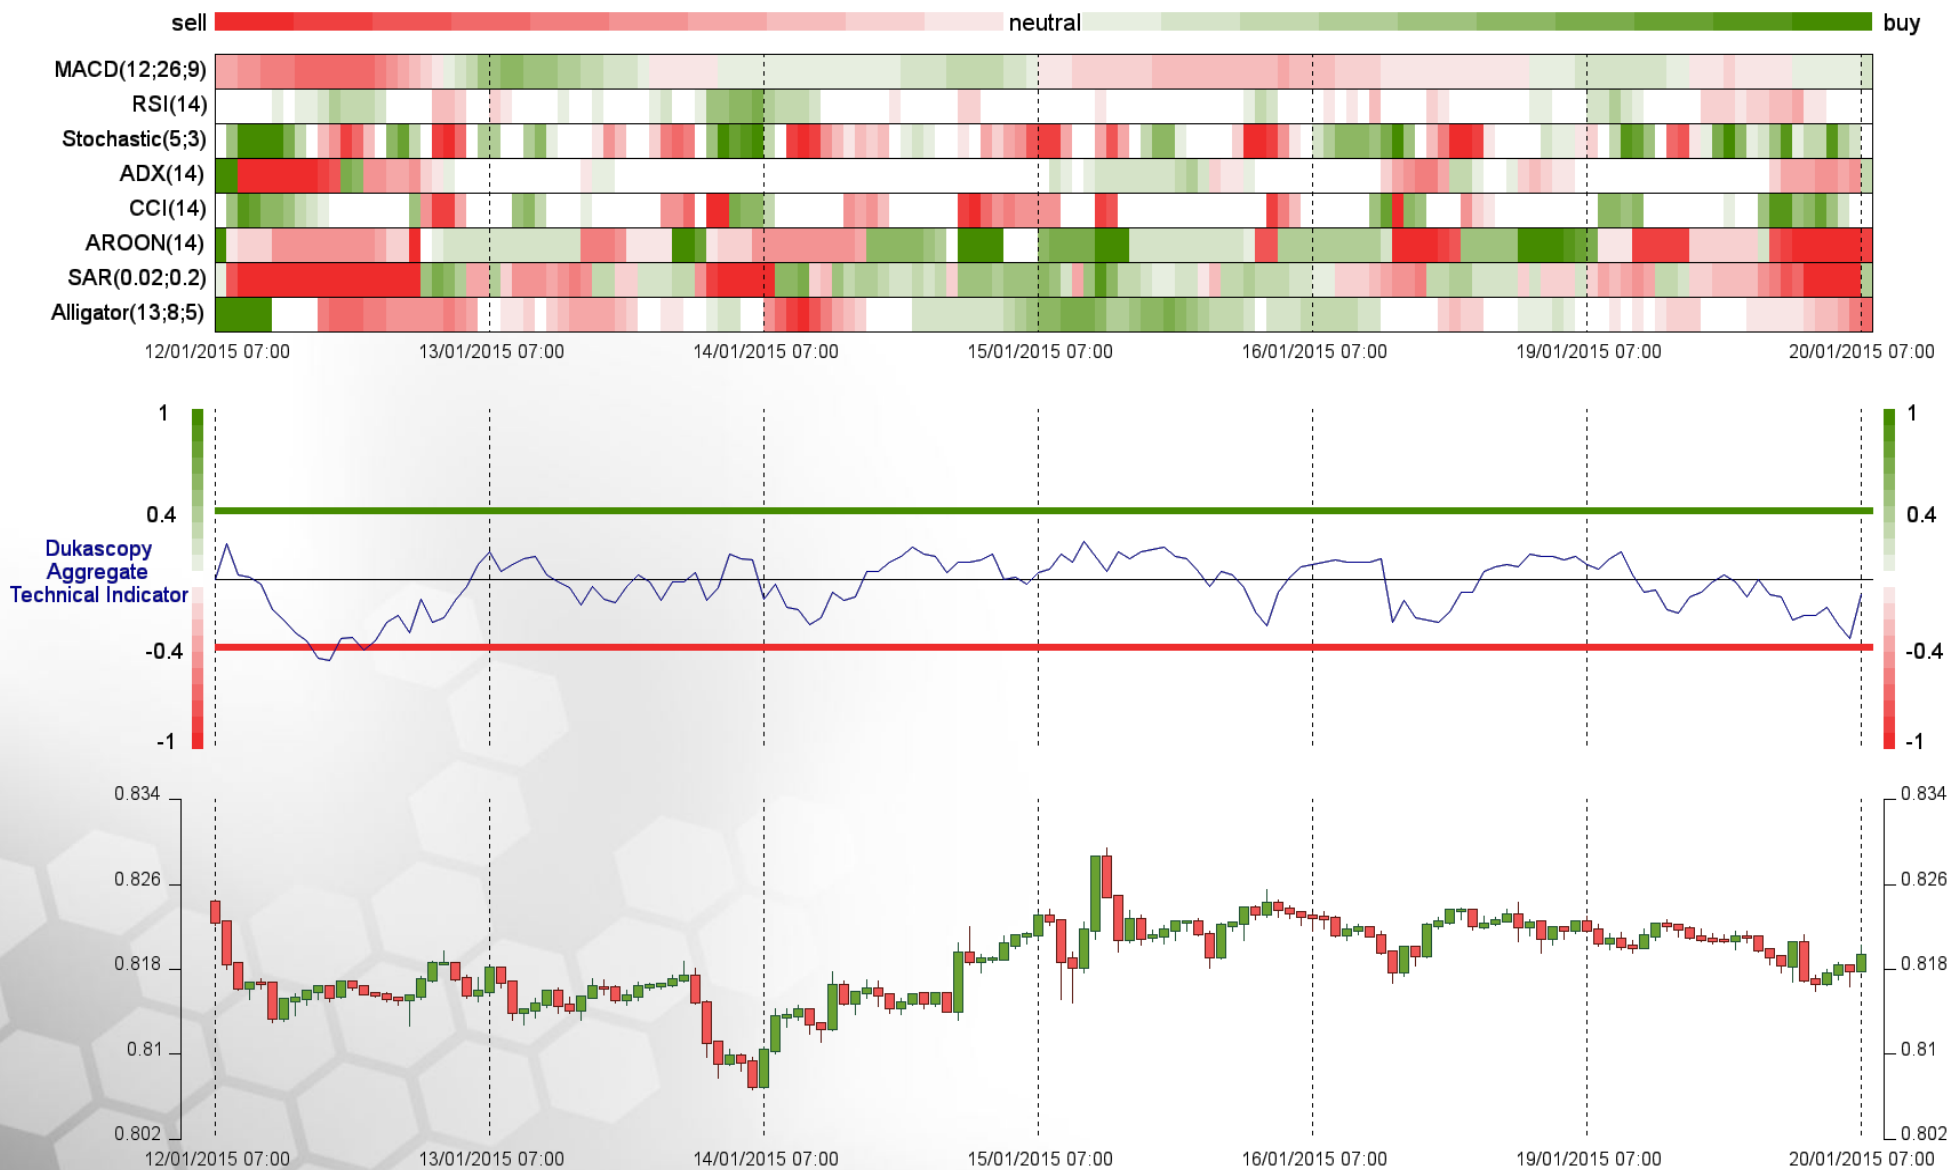 sell neutral buy
MACD(12;26;9)
RSI(14)
Stochastic(5;3)
ADX(14)
CCI(14)
AROON(14)
SAR(0.02;0.2)
Alligator(13;8;5)
12/01/2015 07:00 13/01/2015 07:00 14/01/2015 07:00 15/01/2015 07:00 16/01/2015 07:00 19/01/2015 07:00 20/01/2015 07:00
1 1
0.4 0.4
Dukascopy
Aggregate
Technical Indicator
-0.4 -0.4
-1 -1
0.834 0.834
0.826 0.826
0.818 0.818
0.81 0.81
0.802 0.802
12/01/2015 07:00 13/01/2015 07:00 14/01/2015 07:00 15/01/2015 07:00 16/01/2015 07:00 19/01/2015 07:00 20/01/2015 07:00